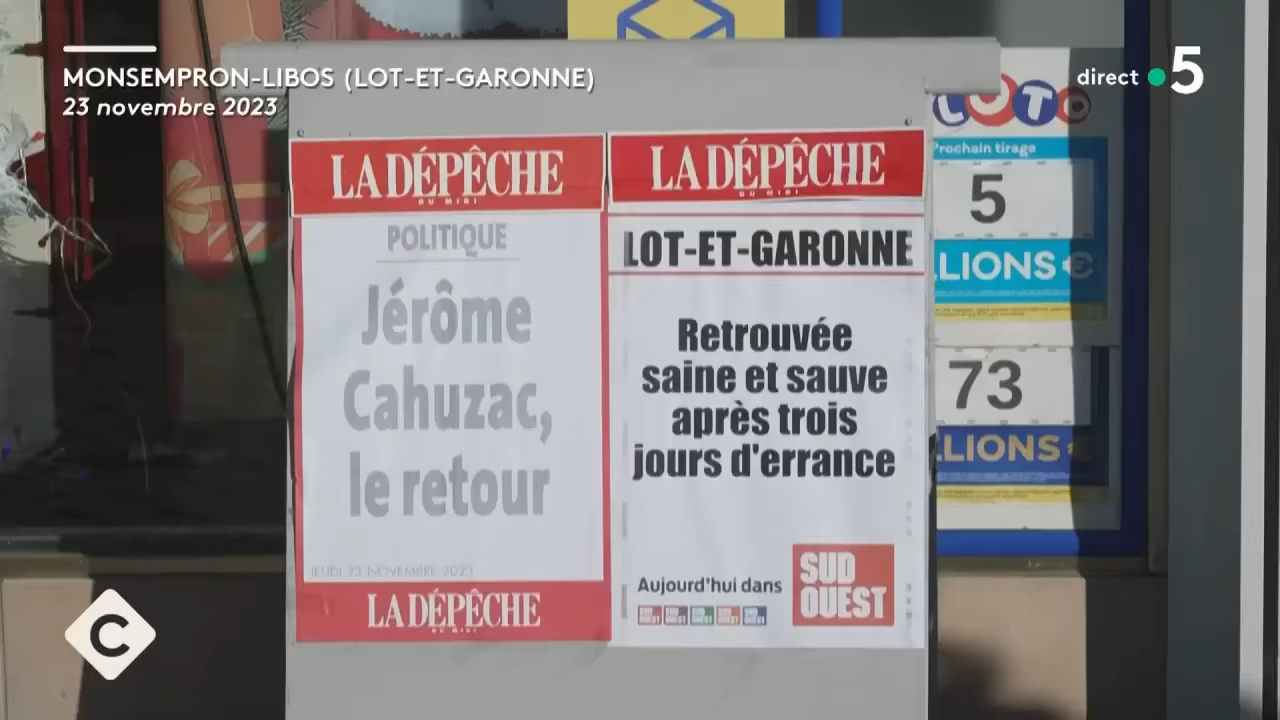 MONSEMPRON-LIBOS (LOT-ET-GARONNE)
23 novembre 2023
direct 5
LOTO
Prochain tirage
5
LLIONS €
73
LLIONS €
LA DÉPÊCHE
DU MIDI
POLITIQUE
Jérôme
Cahuzac,
le retour
JEUDI 23 NOVEMBRE 2023
LA DÉPÊCHE
DU MIDI
LA DÉPÊCHE
DU MIDI
LOT-ET-GARONNE
Retrouvée
saine et sauve
après trois
jours d'errance
Aujourd'hui dans
SUD
OUEST
C